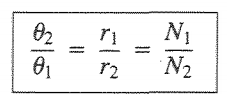 θ₂/θ₁ = r₁/r₂ = N₁/N₂